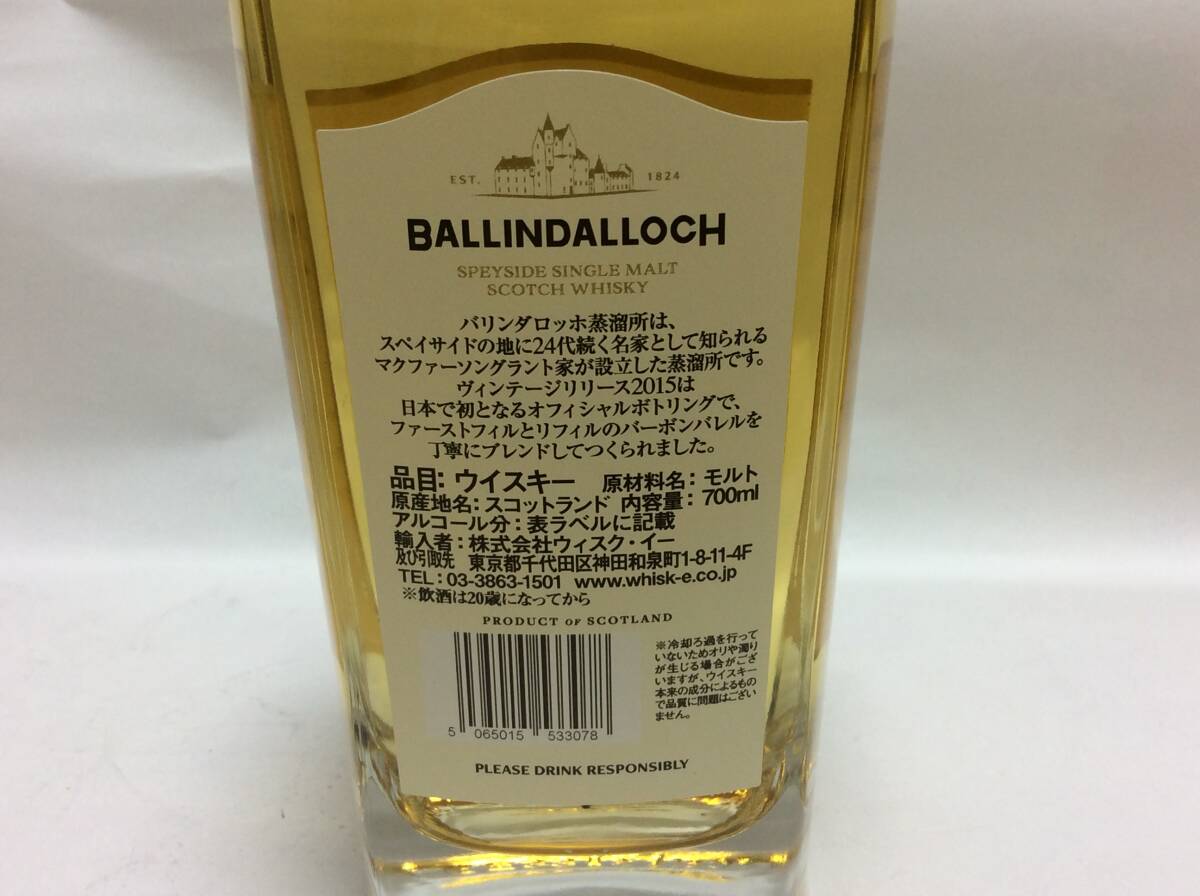 EST. 1824
BALLINDALLOCH
SPEYSIDE SINGLE MALT
SCOTCH WHISKY
バリンダロッホ蒸溜所は、
スペイサイドの地に24代続く名家として知られる
マクファーソングラント家が設立した蒸溜所です。
ヴィンテージリリース2015は
日本で初となるオフィシャルボトリングで、
ファーストフィルとリフィルのバーボンバレルを
丁寧にブレンドしてつくられました。
品目：ウイスキー 原材料名：モルト
原産地名：スコットランド 内容量：700ml
アルコール分：表ラベルに記載
輸入者：株式会社ウィスク・イー
及び引取先 東京都千代田区神田和泉町1-8-11-4F
TEL：03-3863-1501 www.whisk-e.co.jp
※飲酒は20歳になってから
PRODUCT OF SCOTLAND
5 065015 533078
※冷却ろ過を行って
いないためオリや濁り
が生じる場合がござ
いますが、ウイスキー
本来の成分によるもの
で品質に問題はござい
ません。
PLEASE DRINK RESPONSIBLY